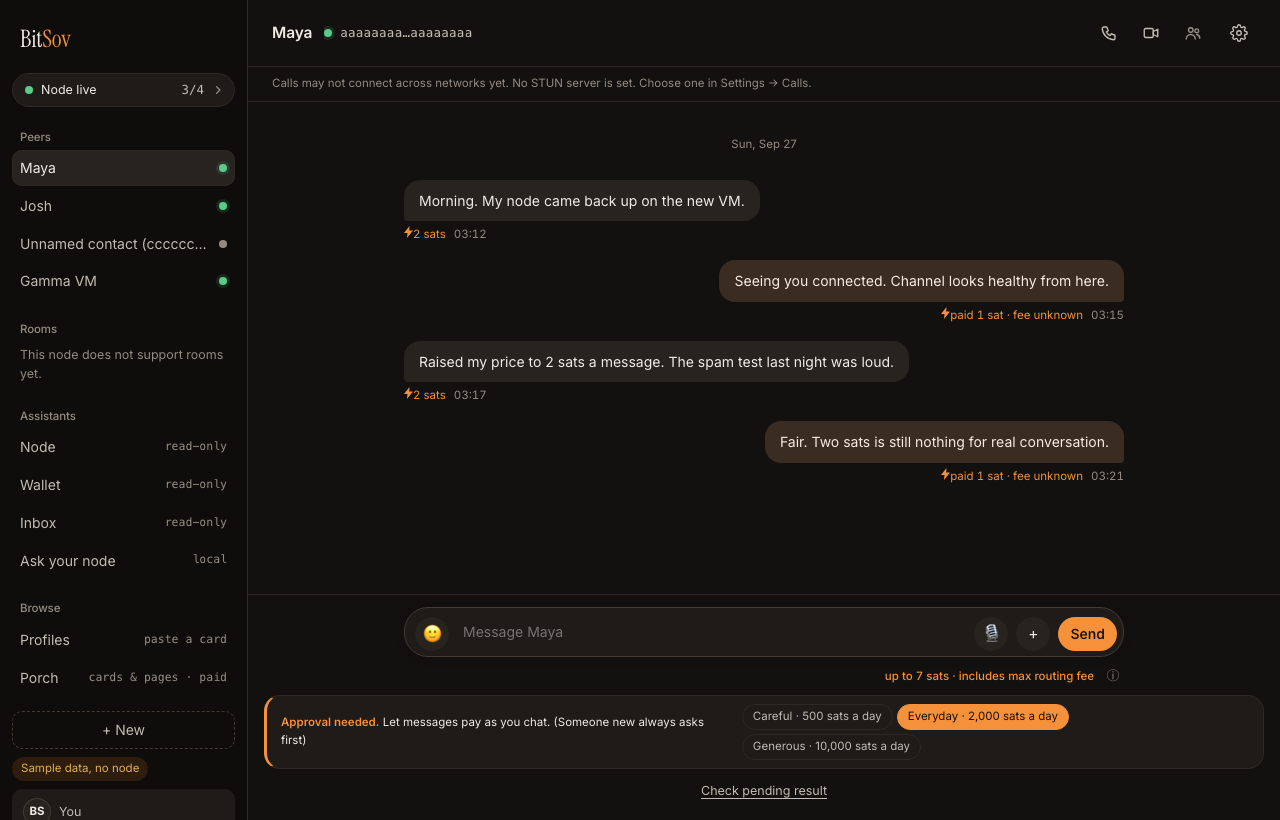 BitSov
Node live 3/4
Peers
Maya
Josh
Unnamed contact (cccccc...
Gamma VM
Rooms
This node does not support rooms
yet.
Assistants
Node read-only
Wallet read-only
Inbox read-only
Ask your node local
Browse
Profiles paste a card
Porch cards & pages · paid
+ New
Sample data, no node
BS You
Maya aaaaaaaa…aaaaaaaa
Calls may not connect across networks yet. No STUN server is set. Choose one in Settings → Calls.
Sun, Sep 27
Morning. My node came back up on the new VM.
2 sats 03:12
Seeing you connected. Channel looks healthy from here.
paid 1 sat · fee unknown 03:15
Raised my price to 2 sats a message. The spam test last night was loud.
2 sats 03:17
Fair. Two sats is still nothing for real conversation.
paid 1 sat · fee unknown 03:21
Message Maya + Send
up to 7 sats · includes max routing fee ⓘ
Approval needed. Let messages pay as you chat. (Someone new always asks
first)
Careful · 500 sats a day Everyday · 2,000 sats a day
Generous · 10,000 sats a day
Check pending result